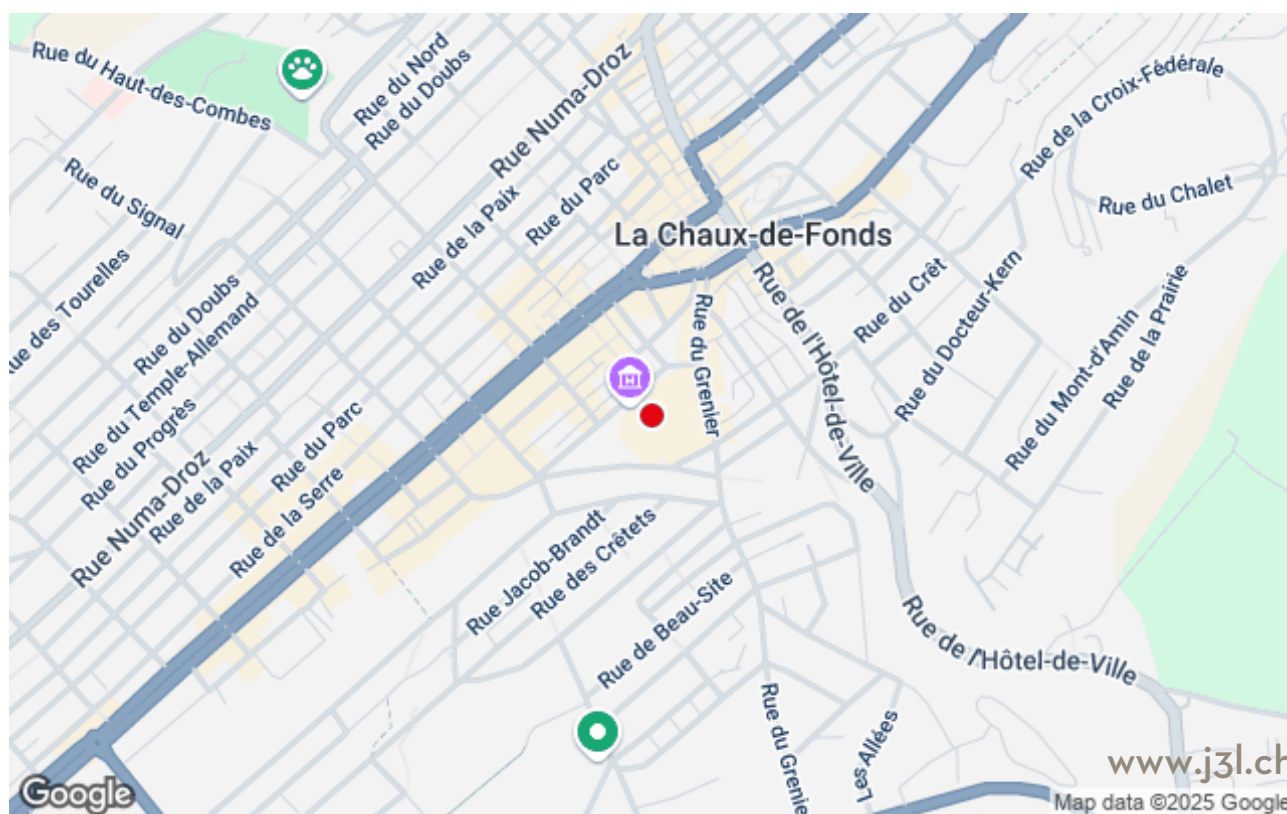 Rue du Haut-des-Combes
Rue du Nord
Rue du Doubs
Rue Numa-Droz
Rue de la Croix-Fédérale
Rue du Signal
Rue du Parc
Rue de la Paix
Rue du Chalet
La Chaux-de-Fonds
ue des Tourelles
Rue du Doubs
Rue du Temple-Allemand
Rue du Progrès
Rue Numa-Droz
Rue de la Paix
Rue du Parc
Rue de la Serre
Rue du Grenier
Rue de l'Hôtel-de-Ville
Rue du Crêt
Rue du Docteur-Kern
Rue du Mont-d'Amin
Rue de la Prairie
Rue Jacob-Brandt
Rue des Crêtets
Rue de Beau-Site
Rue de l'Hôtel-de-Ville
Rue du Grenier
Les Allées
www.j3l.ch
Google
Map data ©2025 Google